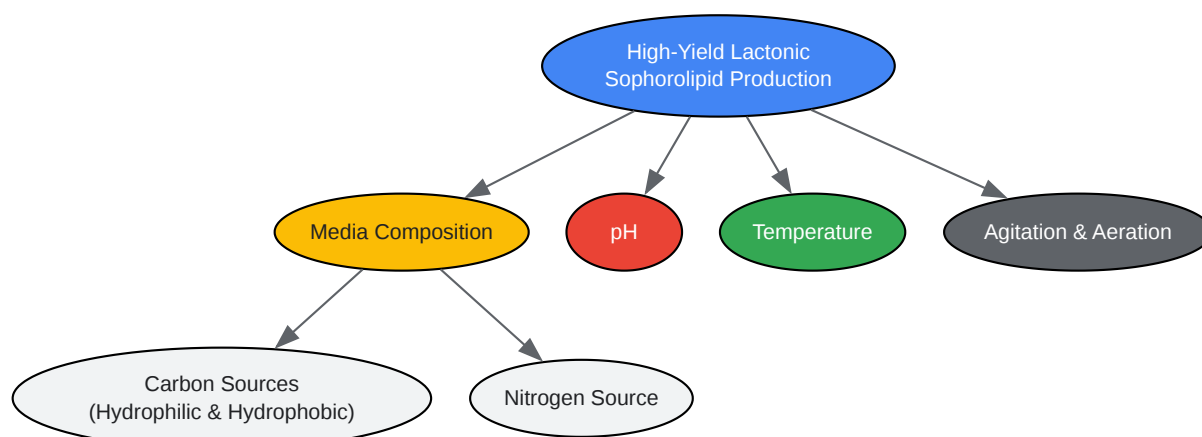 High-Yield Lactonic
Sophorolipid Production
Media Composition
pH
Temperature
Agitation & Aeration
Carbon Sources
(Hydrophilic & Hydrophobic)
Nitrogen Source